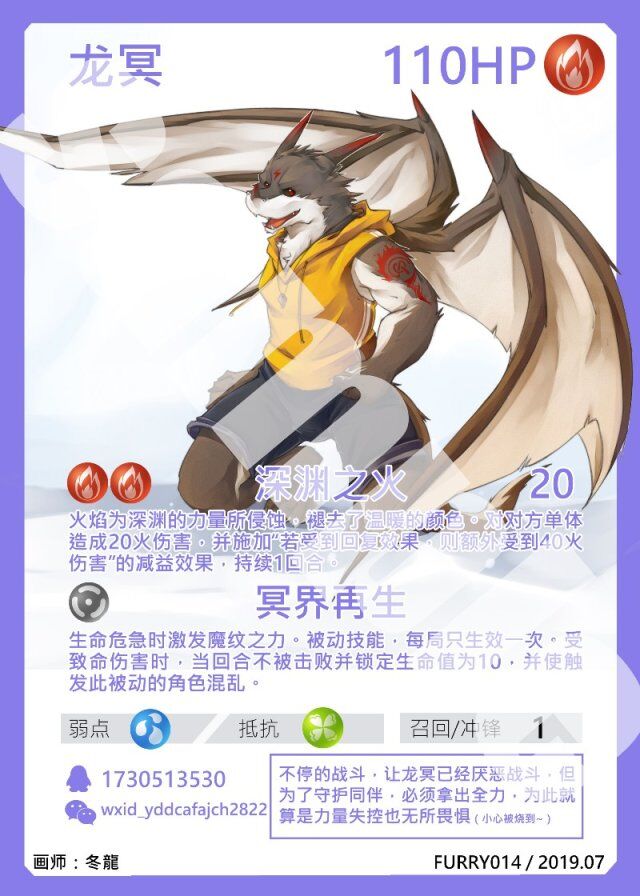 龙冥
110HP
深渊之火 20
火焰为深渊的力量所侵蚀，褪去了温暖的颜色。对对方单体
造成20火伤害，并施加“若受到回复效果，则额外受到40火
伤害”的减益效果，持续1回合。
冥界再生
生命危急时激发魔纹之力。被动技能，每局只生效一次。受
致命伤害时，当回合不被击败并锁定生命值为10，并使触
发此被动的角色混乱。
弱点 抵抗 召回/冲锋 1
1730513530
wxid_yddcafajch2822
不停的战斗，让龙冥已经厌恶战斗，但
为了守护同伴，必须拿出全力，为此就
算是力量失控也无所畏惧（小心被烧到~）
画师：冬龍
FURRY014 / 2019.07